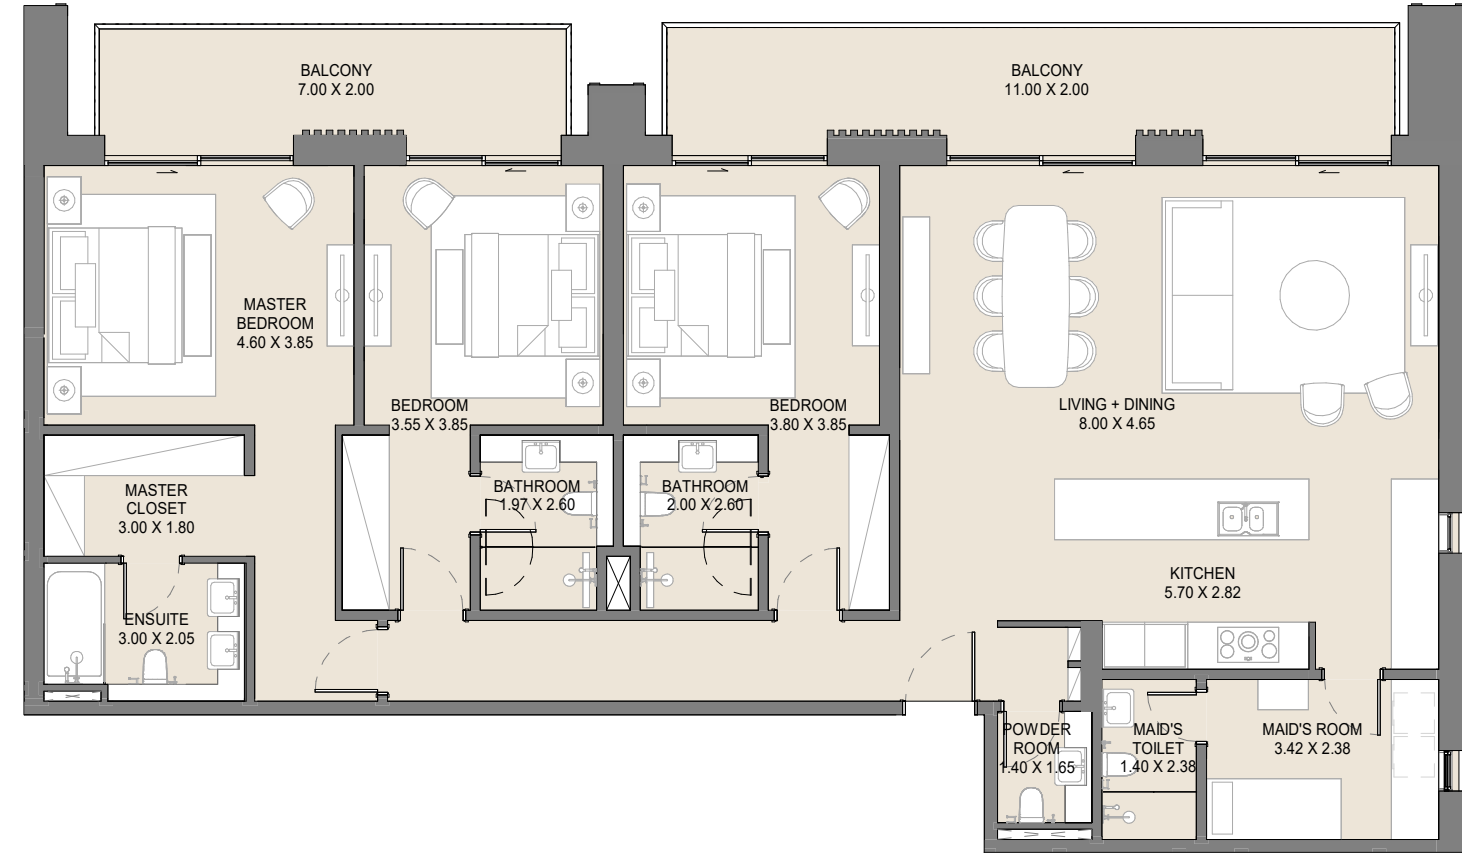 BALCONY
7.00 X 2.00
BALCONY
11.00 X 2.00
MASTER
BEDROOM
4.60 X 3.85
BEDROOM
3.55 X 3.85
BEDROOM
3.80 X 3.85
LIVING + DINING
8.00 X 4.65
MASTER
CLOSET
3.00 X 1.80
BATHROOM
1.97 X 2.60
BATHROOM
2.00 X 2.60
KITCHEN
5.70 X 2.82
ENSUITE
3.00 X 2.05
POWDER
ROOM
1.40 X 1.65
MAID'S
TOILET
1.40 X 2.38
MAID'S ROOM
3.42 X 2.38